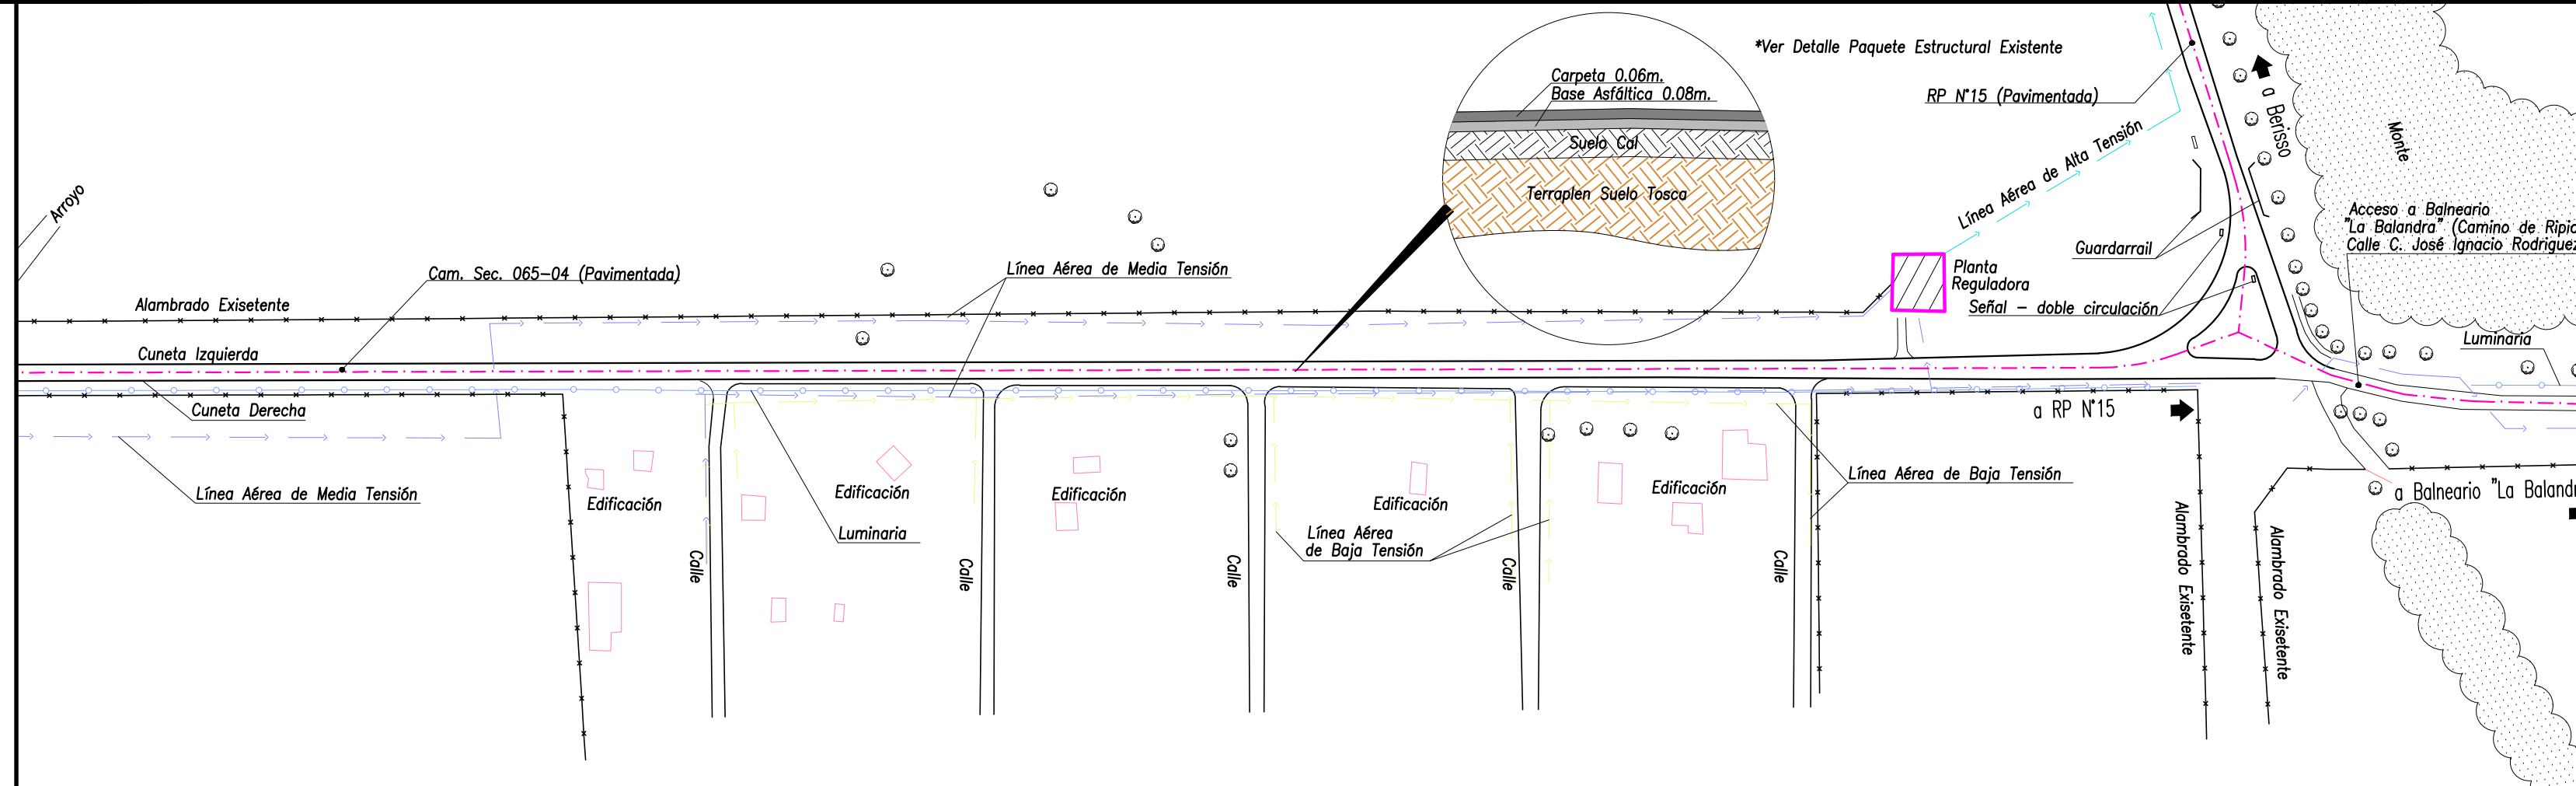 *Ver Detalle Paquete Estructural Existente
Carpeta 0.06m.
Base Asfáltica 0.08m.
Suelo Cal
Terraplen Suelo Tosca
RP N°15 (Pavimentada)
a Berisso
Monte
Línea Aérea de Alta Tensión
Arroyo
Acceso a Balneario
"La Balandra" (Camino de Ripio
Calle C. José Ignacio Rodriguez
Guardarrail
Planta
Reguladora
Señal - doble circulación
Luminaria
Cam. Sec. 065-04 (Pavimentada)
Línea Aérea de Media Tensión
Alambrado Exisetente
Cuneta Izquierda
Cuneta Derecha
a RP N°15
Línea Aérea de Media Tensión
Edificación
Edificación
Edificación
Edificación
Edificación
Línea Aérea de Baja Tensión
a Balneario "La Baland
Luminaria
Línea Aérea
de Baja Tensión
Calle
Calle
Calle
Calle
Calle
Alambrado Exisetente
Alambrado Exisetente